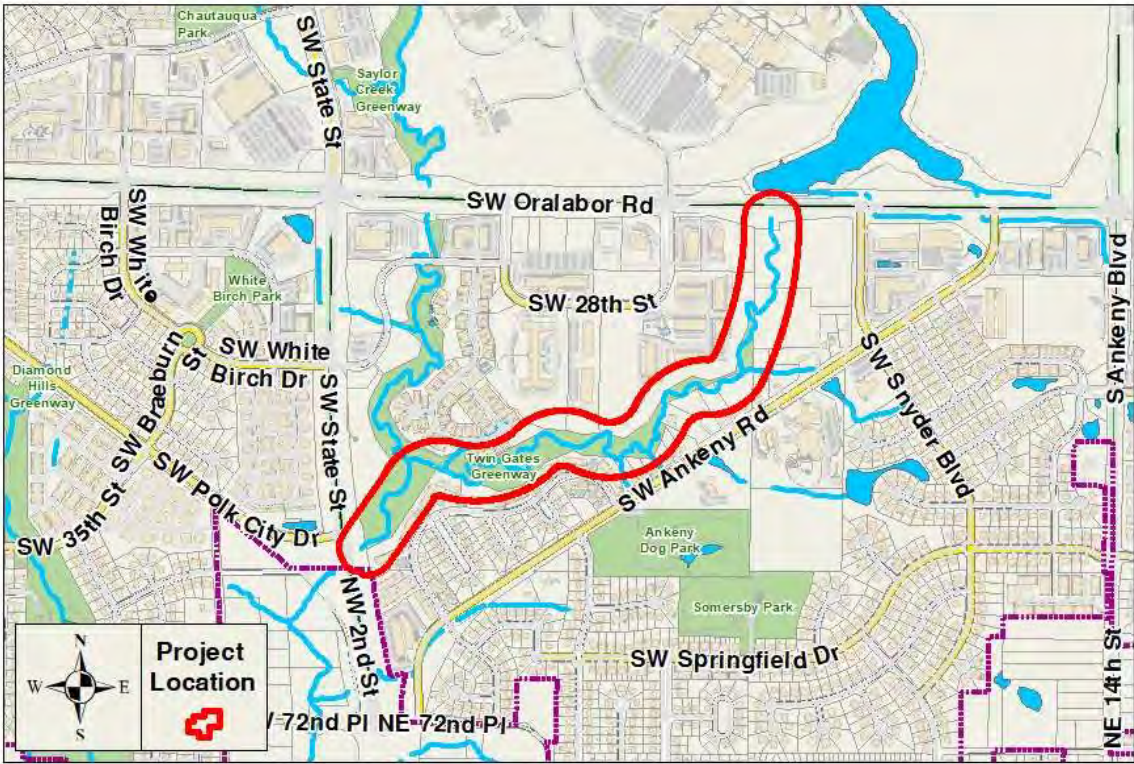 Chautauqua
Park
SW State St
Saylor
Creek
Greenway
SW Oralabor Rd
SW White
Birch Dr
White
Birch Park
SW 28th St
S Ankeny Blvd
SW White
Birch Dr
SW Braeburn
St
Diamond
Hills
Greenway
SW State St
SW Snyder Blvd
Twin Gates
Greenway
SW Ankeny Rd
SW Polk City Dr
SW 35th St
Ankeny
Dog Park
Somersby Park
NW 2nd St
SW Springfield Dr
NE 14th St
72nd Pl NE 72nd Pl
N
W E
S
Project
Location